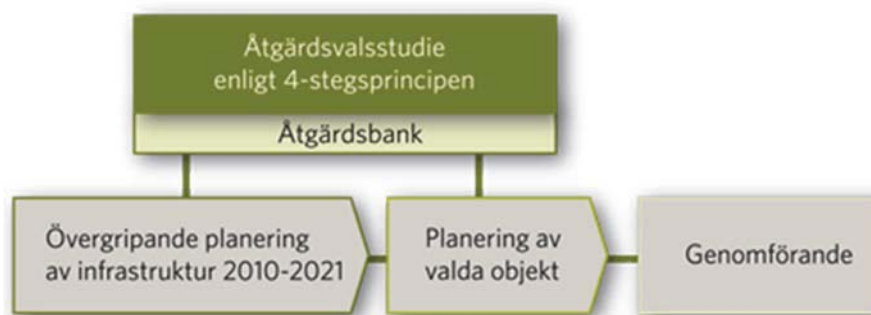 Åtgärdsvalsstudie
enligt 4-stegsprincipen
Åtgärdsbank
Övergripande planering
av infrastruktur 2010-2021
Planering av
valda objekt
Genomförande